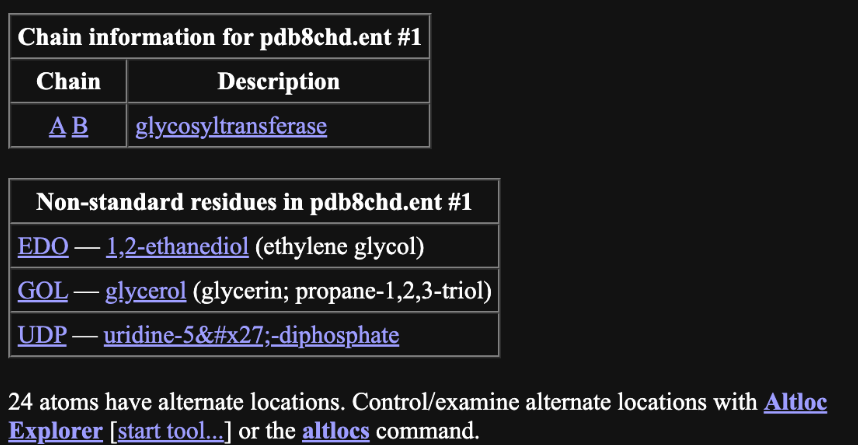 Chain information for pdb8chd.ent #1
Chain Description
A B glycosyltransferase
Non-standard residues in pdb8chd.ent #1
EDO — 1,2-ethanediol (ethylene glycol)
GOL — glycerol (glycerin; propane-1,2,3-triol)
UDP — uridine-5&#x27;-diphosphate
24 atoms have alternate locations. Control/examine alternate locations with Altloc
Explorer [start tool...] or the altlocs command.